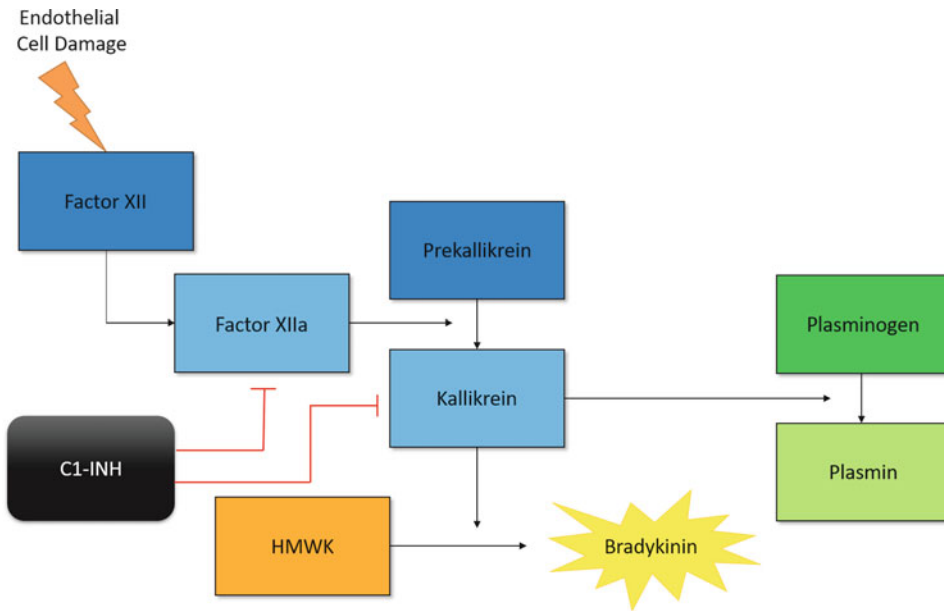 Endothelial
Cell Damage
Factor XII
Prekallikrein
Factor XIIa
Plasminogen
Kallikrein
C1-INH
Plasmin
HMWK
Bradykinin